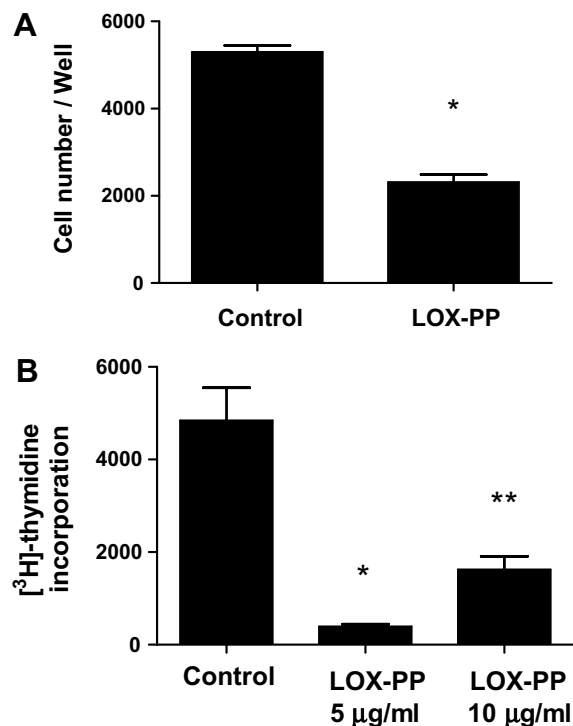 A
6000
4000
2000
0
Cell number / Well
*
Control
LOX-PP
B
6000
4000
2000
0
[³H]-thymidine
incorporation
*
**
Control
LOX-PP
5 µg/ml
LOX-PP
10 µg/ml